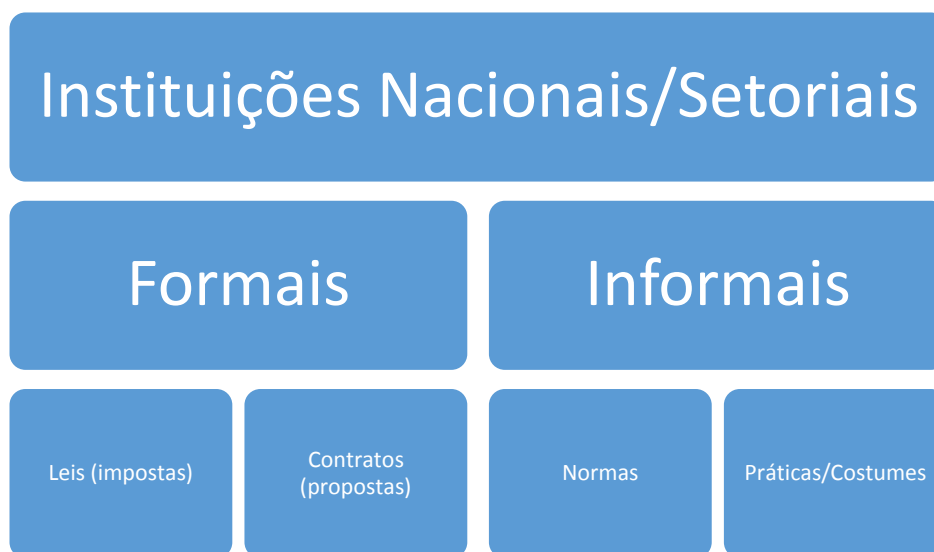 Instituições Nacionais/Setoriais
Formais
Informais
Leis (impostas)
Contratos
(propostas)
Normas
Práticas/Costumes